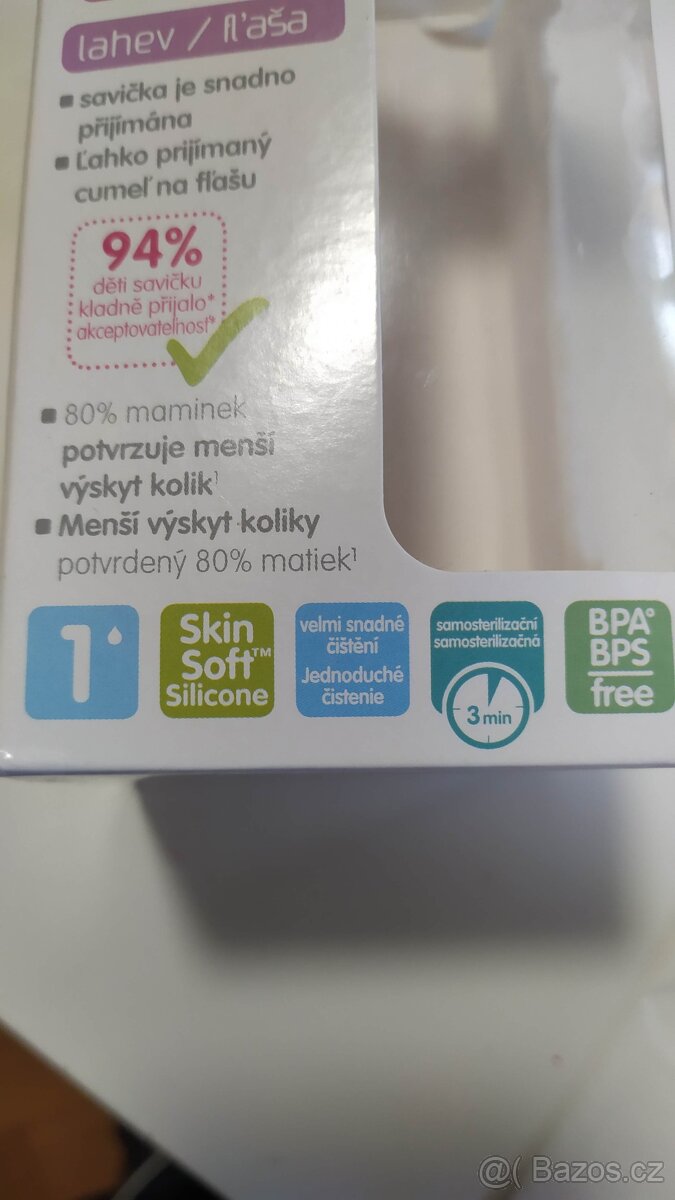 lahev / fľaša
savička je snadno
přijímána
Ľahko prijímaný
cumeľ na fľašu
94%
děti savičku
kladně přijalo*
akceptovateľnosť*
80% maminek
potvrzuje menší
výskyt kolik¹
Menší výskyt koliky
potvrdený 80% matiek¹
1
Skin
Soft™
Silicone
velmi snadné
čištění
Jednoduché
čistenie
samosterilizační
samosterilizačná
3 min
BPA°
BPS
free
@( Bazos.cz